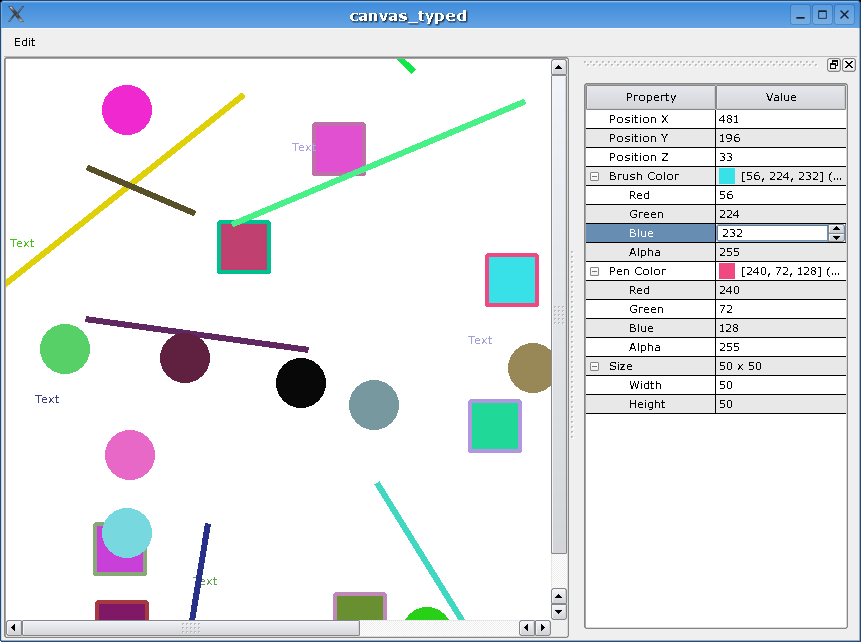 canvas_typed
Edit
Text
Text
Text
Text
Text
Property Value
Position X 481
Position Y 196
Position Z 33
Brush Color [56, 224, 232] (...
Red 56
Green 224
Blue 232
Alpha 255
Pen Color [240, 72, 128] (...
Red 240
Green 72
Blue 128
Alpha 255
Size 50 x 50
Width 50
Height 50